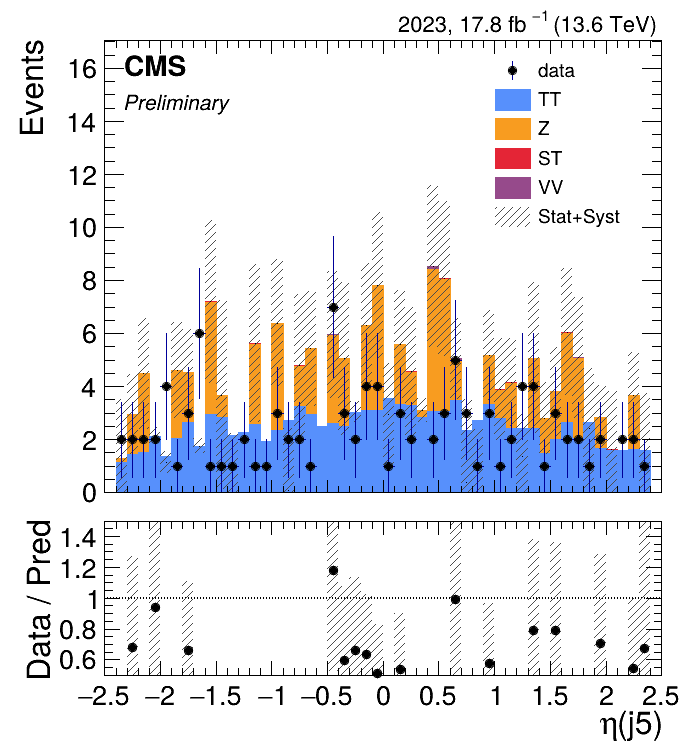 2023, 17.8 fb⁻¹ (13.6 TeV)
Events
CMS
Preliminary
data
TT
Z
ST
VV
Stat+Syst
16
14
12
10
8
6
4
2
0
Data / Pred
1.4
1.2
1
0.8
0.6
−2.5 −2 −1.5 −1 −0.5 0 0.5 1 1.5 2 2.5
η(j5)